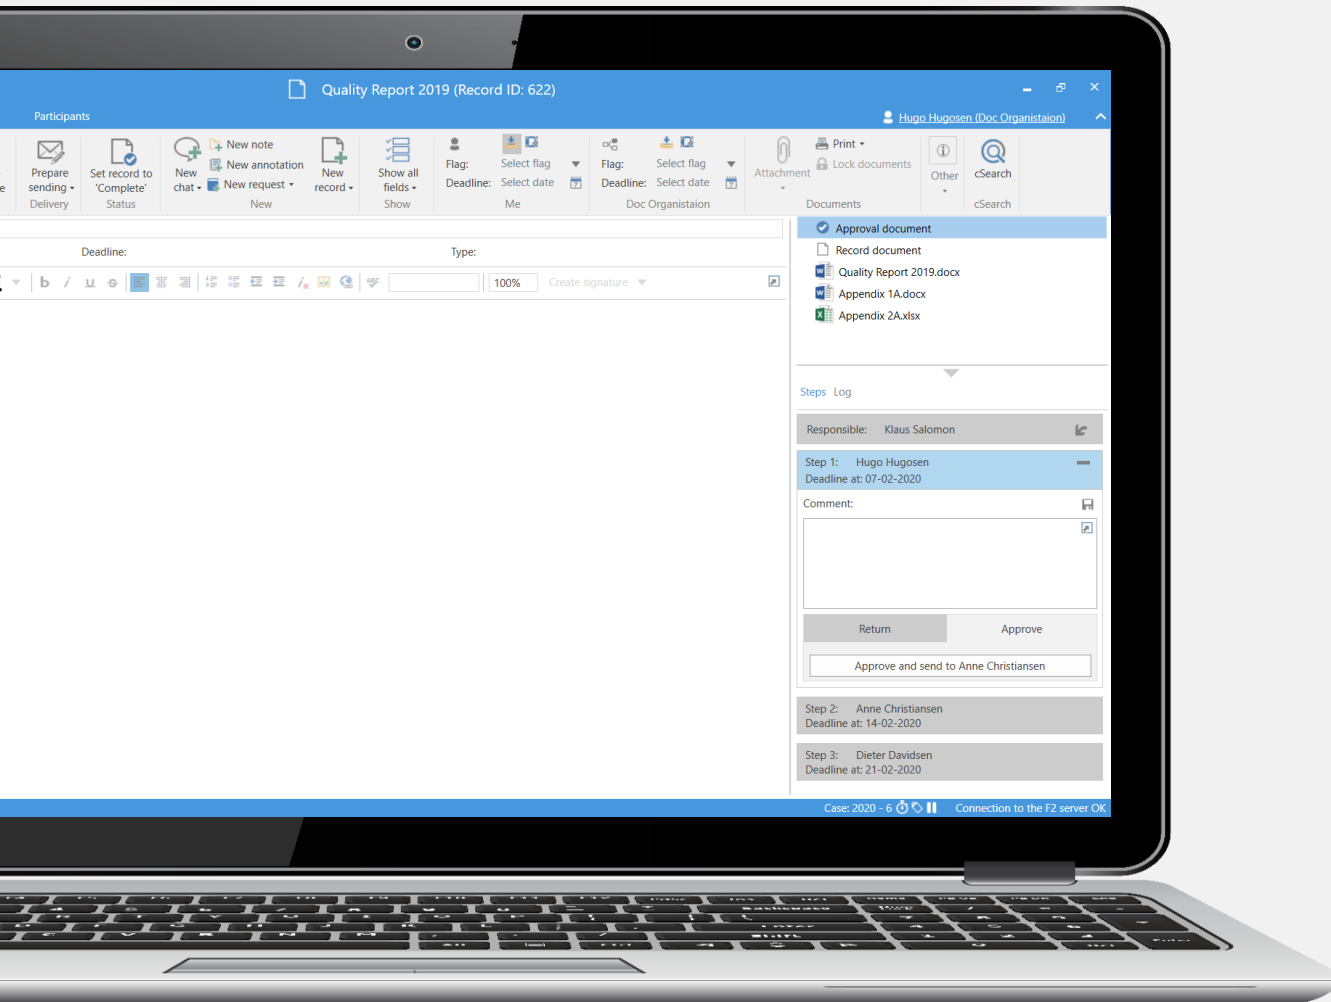 Quality Report 2019 (Record ID: 622)
Participants
Hugo Hugosen (Doc Organistaion)
Prepare sending
Delivery
Set record to 'Complete'
Status
New chat
New note
New annotation
New request
New record
New
Show all fields
Show
Flag: Select flag
Deadline: Select date
Me
Flag: Select flag
Deadline: Select date
Doc Organistaion
Attachment
Print
Lock documents
Documents
Other
cSearch
cSearch
Deadline:
Type:
b i u S
ABC
100%
Create signature
Approval document
Record document
Quality Report 2019.docx
Appendix 1A.docx
Appendix 2A.xlsx
Steps Log
Responsible: Klaus Salomon
Step 1: Hugo Hugosen
Deadline at: 07-02-2020
Comment:
Return
Approve
Approve and send to Anne Christiansen
Step 2: Anne Christiansen
Deadline at: 14-02-2020
Step 3: Dieter Davidsen
Deadline at: 21-02-2020
Case: 2020 - 6
Connection to the F2 server OK